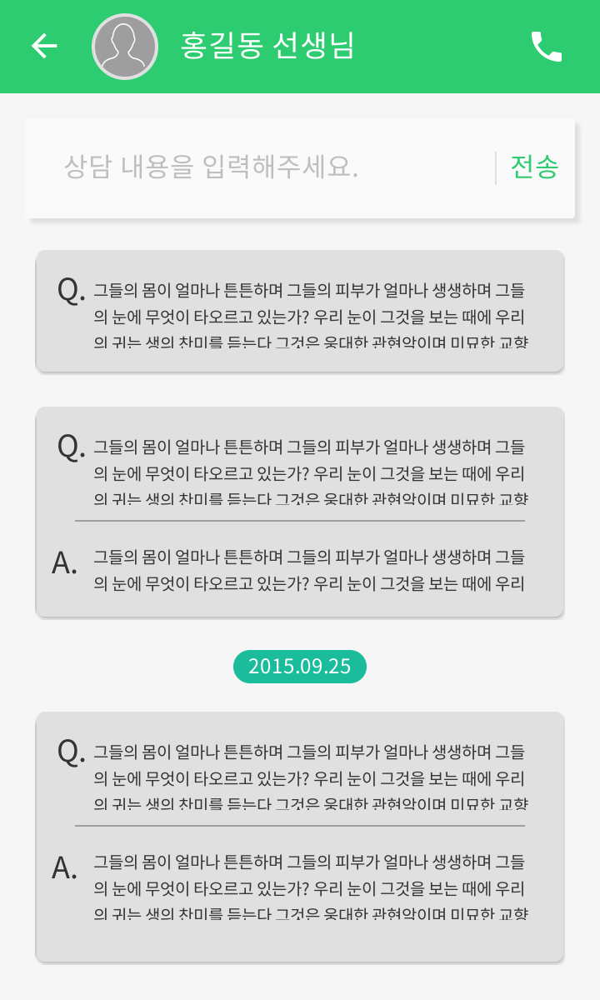 홍길동 선생님
상담 내용을 입력해주세요.
전송
Q. 그들의 몸이 얼마나 튼튼하며 그들의 피부가 얼마나 생생하며 그들
의 눈에 무엇이 타오르고 있는가? 우리 눈이 그것을 보는 때에 우리
의 귀는 생의 찬미를 듣는다 그것은 웅대한 관현악이며 미묘한 교향
Q. 그들의 몸이 얼마나 튼튼하며 그들의 피부가 얼마나 생생하며 그들
의 눈에 무엇이 타오르고 있는가? 우리 눈이 그것을 보는 때에 우리
의 귀는 생의 찬미를 듣는다 그것은 웅대한 관현악이며 미묘한 교향
A. 그들의 몸이 얼마나 튼튼하며 그들의 피부가 얼마나 생생하며 그들
의 눈에 무엇이 타오르고 있는가? 우리 눈이 그것을 보는 때에 우리
2015.09.25
Q. 그들의 몸이 얼마나 튼튼하며 그들의 피부가 얼마나 생생하며 그들
의 눈에 무엇이 타오르고 있는가? 우리 눈이 그것을 보는 때에 우리
의 귀는 생의 찬미를 듣는다 그것은 웅대한 관현악이며 미묘한 교향
A. 그들의 몸이 얼마나 튼튼하며 그들의 피부가 얼마나 생생하며 그들
의 눈에 무엇이 타오르고 있는가? 우리 눈이 그것을 보는 때에 우리
의 귀는 생의 찬미를 듣는다 그것은 웅대한 관현악이며 미묘한 교향